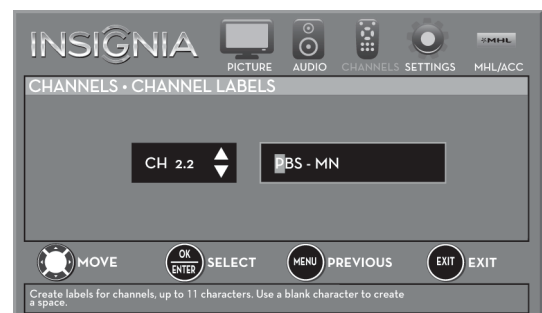 INSIGNIA
PICTURE AUDIO CHANNELS SETTINGS MHL/ACC
MHL
CHANNELS • CHANNEL LABELS
CH 2.2 PBS - MN
MOVE OK ENTER SELECT MENU PREVIOUS EXIT EXIT
Create labels for channels, up to 11 characters. Use a blank character to create
a space.